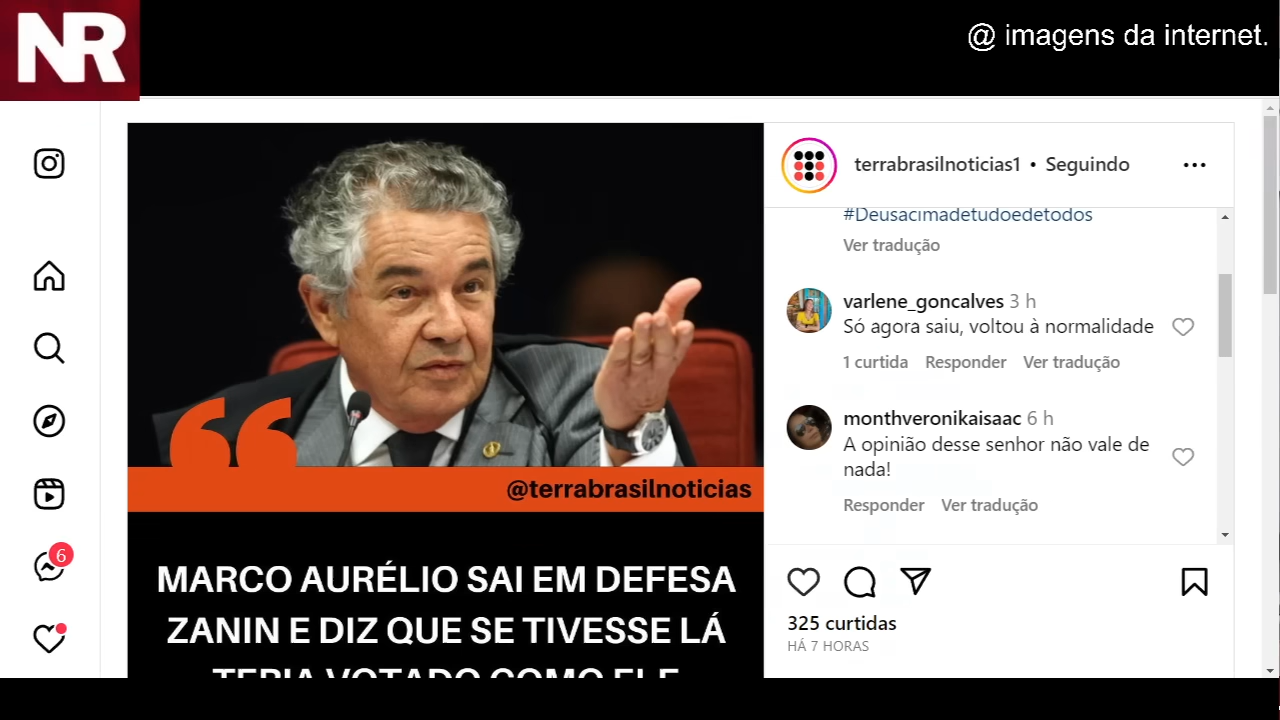 NR
@ imagens da internet.
terrabrasilnoticias1 • Seguindo
#Deusacimadetudoedetodos
Ver tradução
varlene_goncalves 3 h
Só agora saiu, voltou à normalidade
1 curtida Responder Ver tradução
monthveronikaisaac 6 h
A opinião desse senhor não vale de
nada!
Responder Ver tradução
6
325 curtidas
HÁ 7 HORAS
@terrabrasilnoticias
MARCO AURÉLIO SAI EM DEFESA
ZANIN E DIZ QUE SE TIVESSE LÁ
TERIA VOTADO COMO ELE